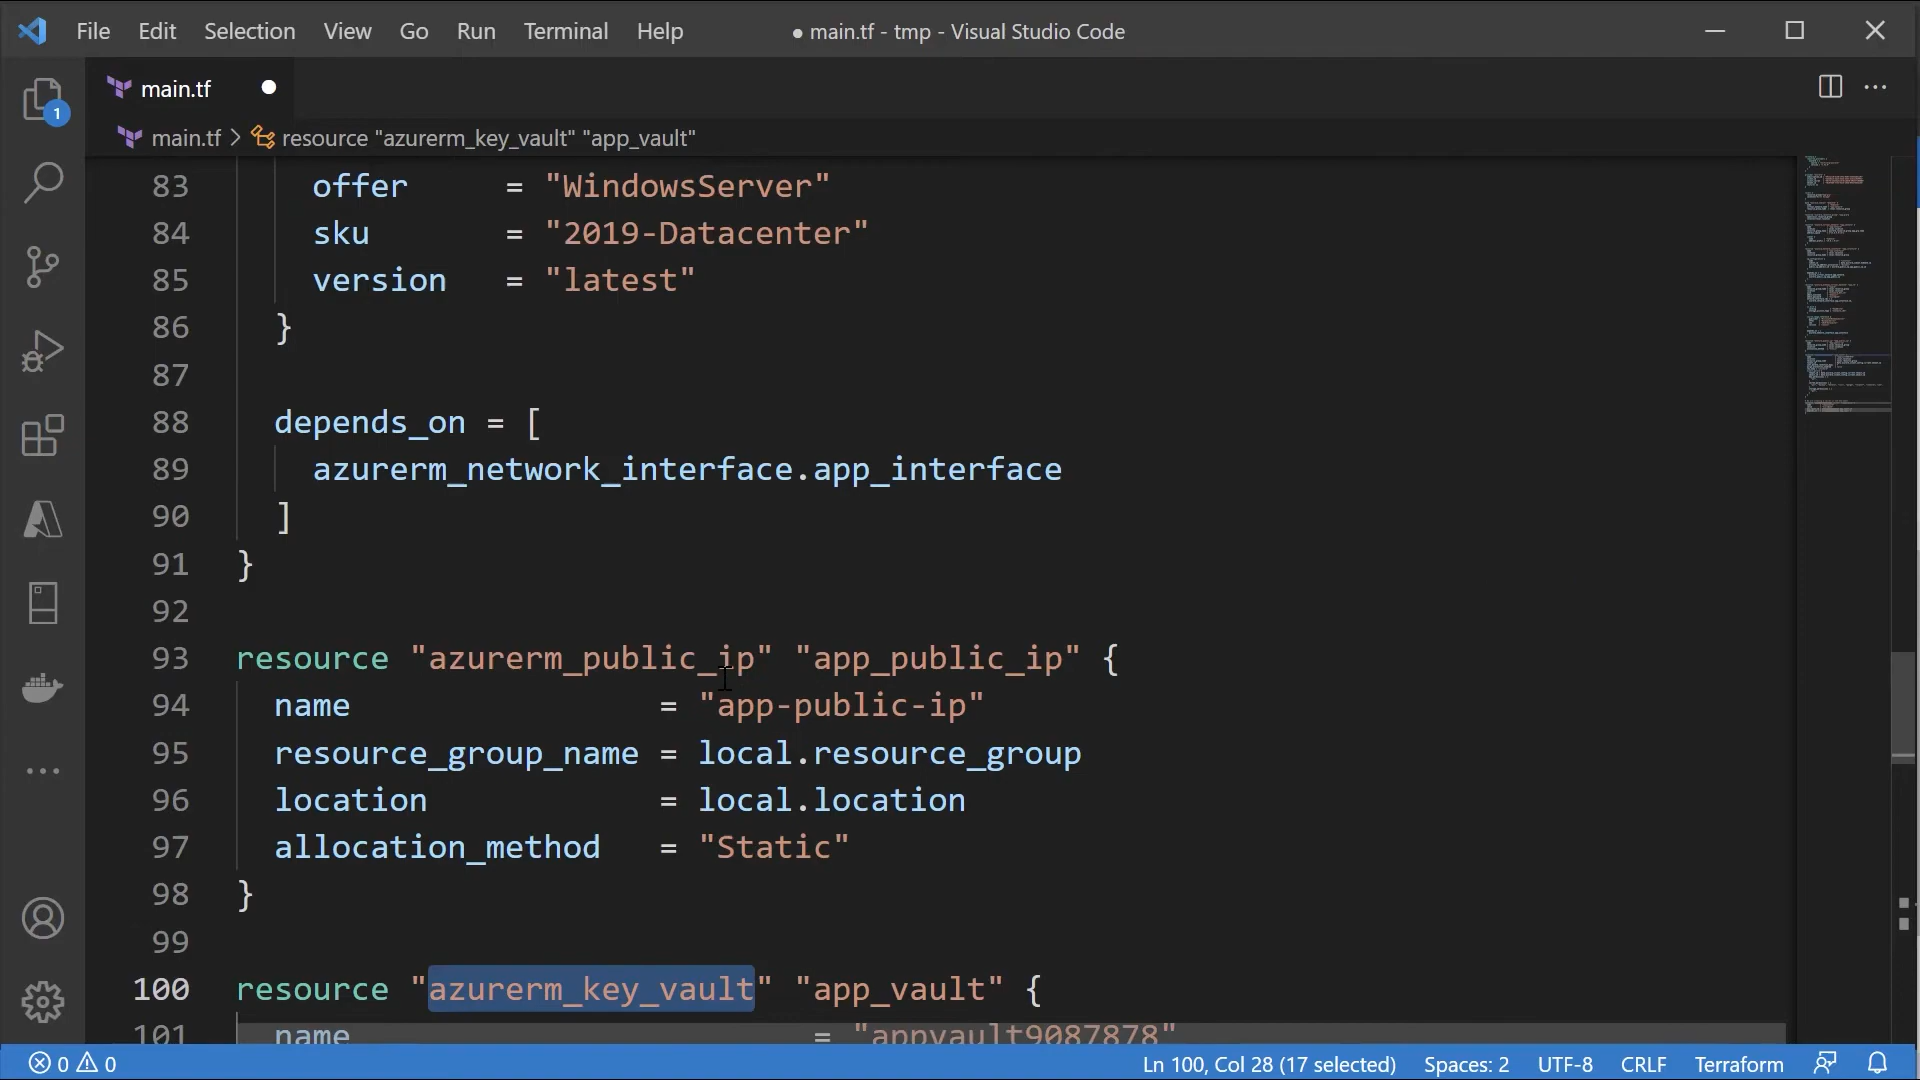 File Edit Selection View Go Run Terminal Help ● main.tf - tmp - Visual Studio Code
main.tf ●
main.tf > resource "azurerm_key_vault" "app_vault"
1
83 offer = "WindowsServer"
84 sku = "2019-Datacenter"
85 version = "latest"
86 }
87
88 depends_on = [
89 azurerm_network_interface.app_interface
90 ]
91 }
92
93 resource "azurerm_public_ip" "app_public_ip" {
94 name = "app-public-ip"
95 resource_group_name = local.resource_group
96 location = local.location
97 allocation_method = "Static"
98 }
99
100 resource "azurerm_key_vault" "app_vault" {
101 name = "appvault9087878"
0 0 Ln 100, Col 28 (17 selected) Spaces: 2 UTF-8 CRLF Terraform